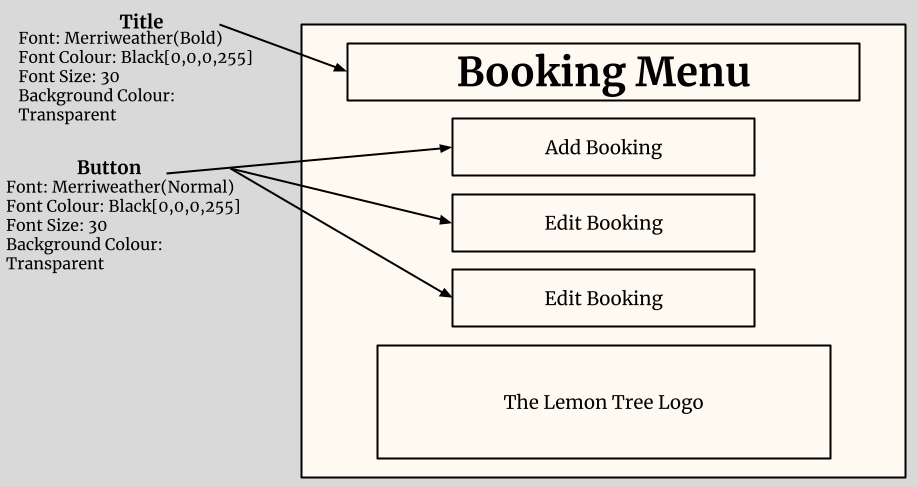 Title
Font: Merriweather(Bold)
Font Colour: Black[0,0,0,255]
Font Size: 30
Background Colour:
Transparent
Button
Font: Merriweather(Normal)
Font Colour: Black[0,0,0,255]
Font Size: 30
Background Colour:
Transparent
Booking Menu
Add Booking
Edit Booking
Edit Booking
The Lemon Tree Logo